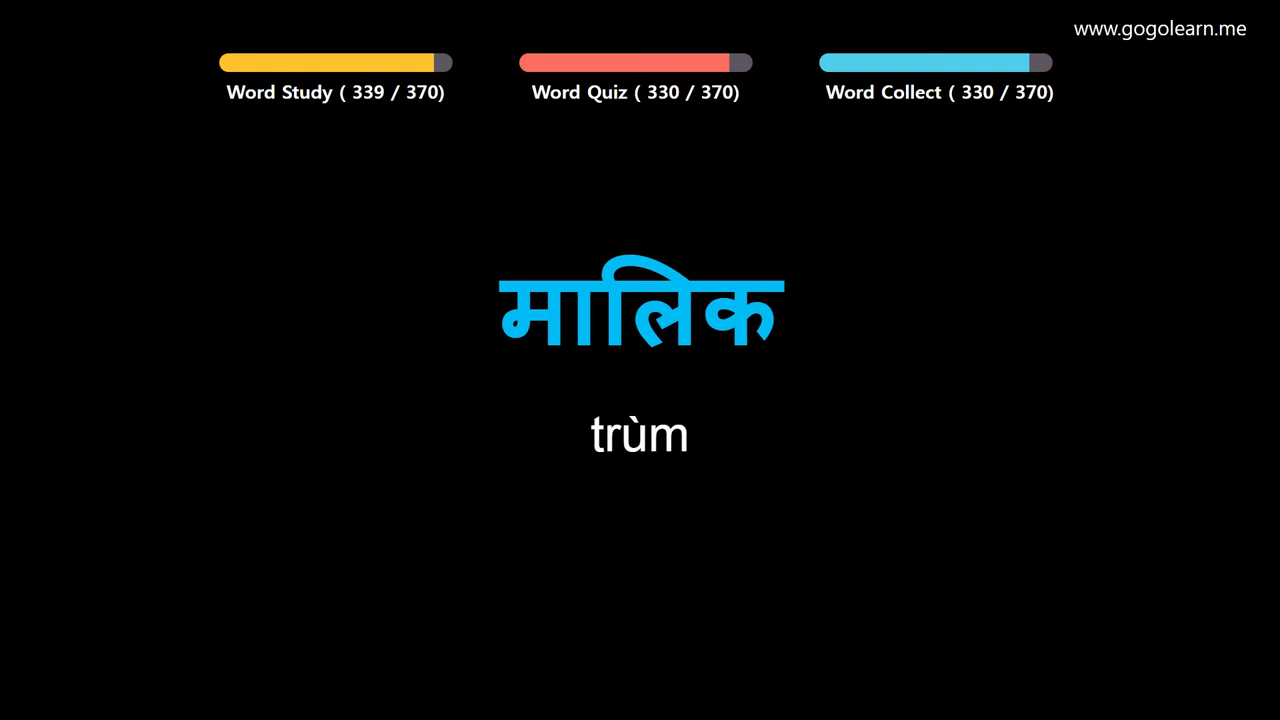 www.gogolearn.me
Word Study ( 339 / 370)
Word Quiz ( 330 / 370)
Word Collect ( 330 / 370)
मालिक
trùm